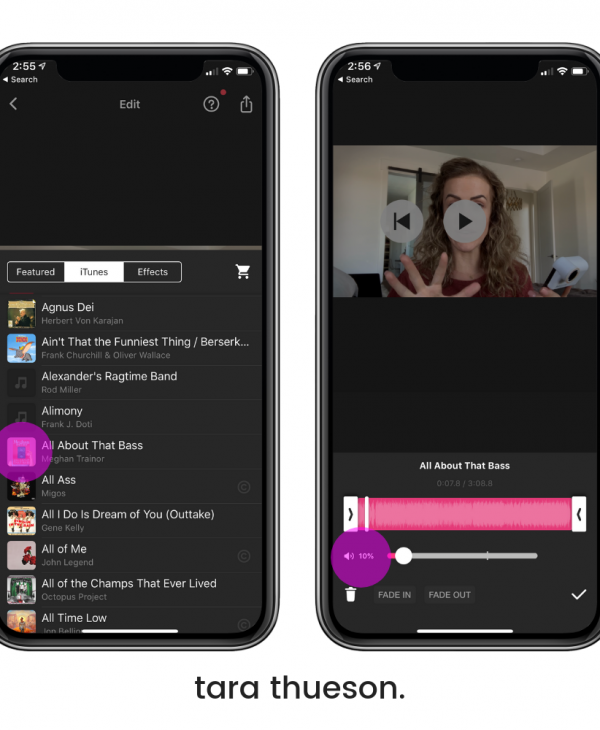 2:55
Search
Edit
Featured
iTunes
Effects
Agnus Dei
Herbert Von Karajan
Ain't That the Funniest Thing / Berserk...
Frank Churchill & Oliver Wallace
Alexander's Ragtime Band
Rod Miller
Alimony
Frank J. Doti
All About That Bass
Meghan Trainor
All Ass
Migos
All I Do Is Dream of You (Outtake)
Gene Kelly
All of Me
John Legend
All of the Champs That Ever Lived
Octopus Project
All Time Low
Jon Bellion
2:56
Search
All About That Bass
0:07.8 / 3:06.8
10%
FADE IN
FADE OUT
tara thueson.